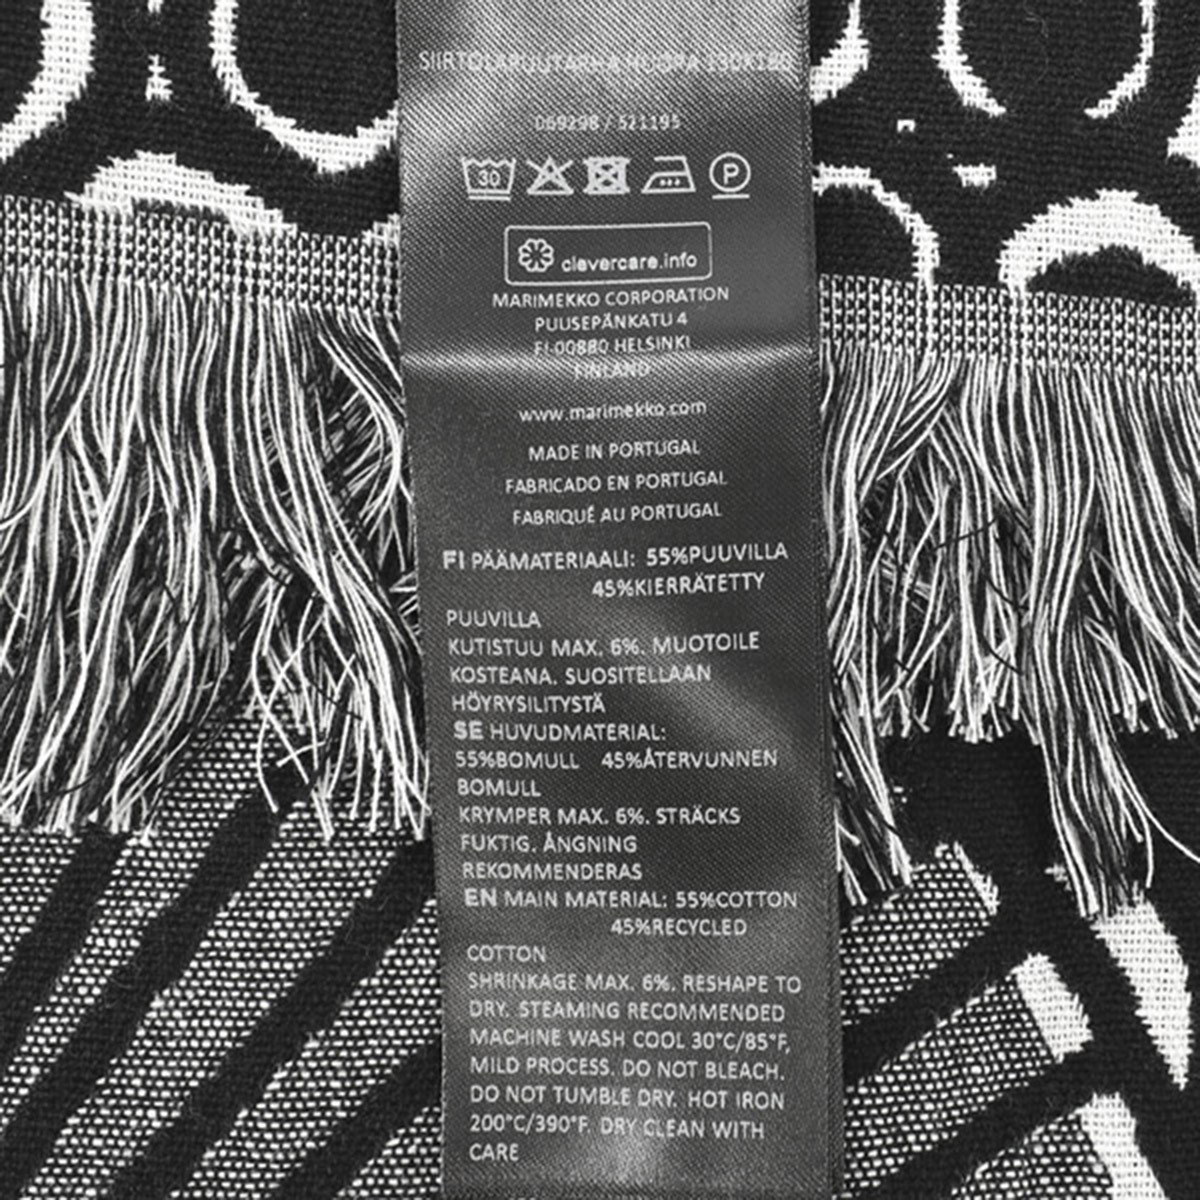 SIIRTOLAPUUTARHA HUOPA 130X180
069298 / 521195
30 P
clevercare.info
MARIMEKKO CORPORATION
PUUSEPÄNKATU 4
FI-00880 HELSINKI
FINLAND
www.marimekko.com
MADE IN PORTUGAL
FABRICADO EN PORTUGAL
FABRIQUÉ AU PORTUGAL
FI PÄÄMATERIAALI: 55%PUUVILLA
45%KIERRÄTETTY
PUUVILLA
KUTISTUU MAX. 6%. MUOTOILE
KOSTEANA. SUOSITELLAAN
HÖYRYSILITYSTÄ
SE HUVUDMATERIAL:
55%BOMULL 45%ÅTERVUNNEN
BOMULL
KRYMPER MAX. 6%. STRÄCKS
FUKTIG. ÅNGNING
REKOMMENDERAS
EN MAIN MATERIAL: 55%COTTON
45%RECYCLED
COTTON
SHRINKAGE MAX. 6%. RESHAPE TO
DRY. STEAMING RECOMMENDED
MACHINE WASH COOL 30°C/85°F,
MILD PROCESS. DO NOT BLEACH.
DO NOT TUMBLE DRY. HOT IRON
200°C/390°F. DRY CLEAN WITH
CARE